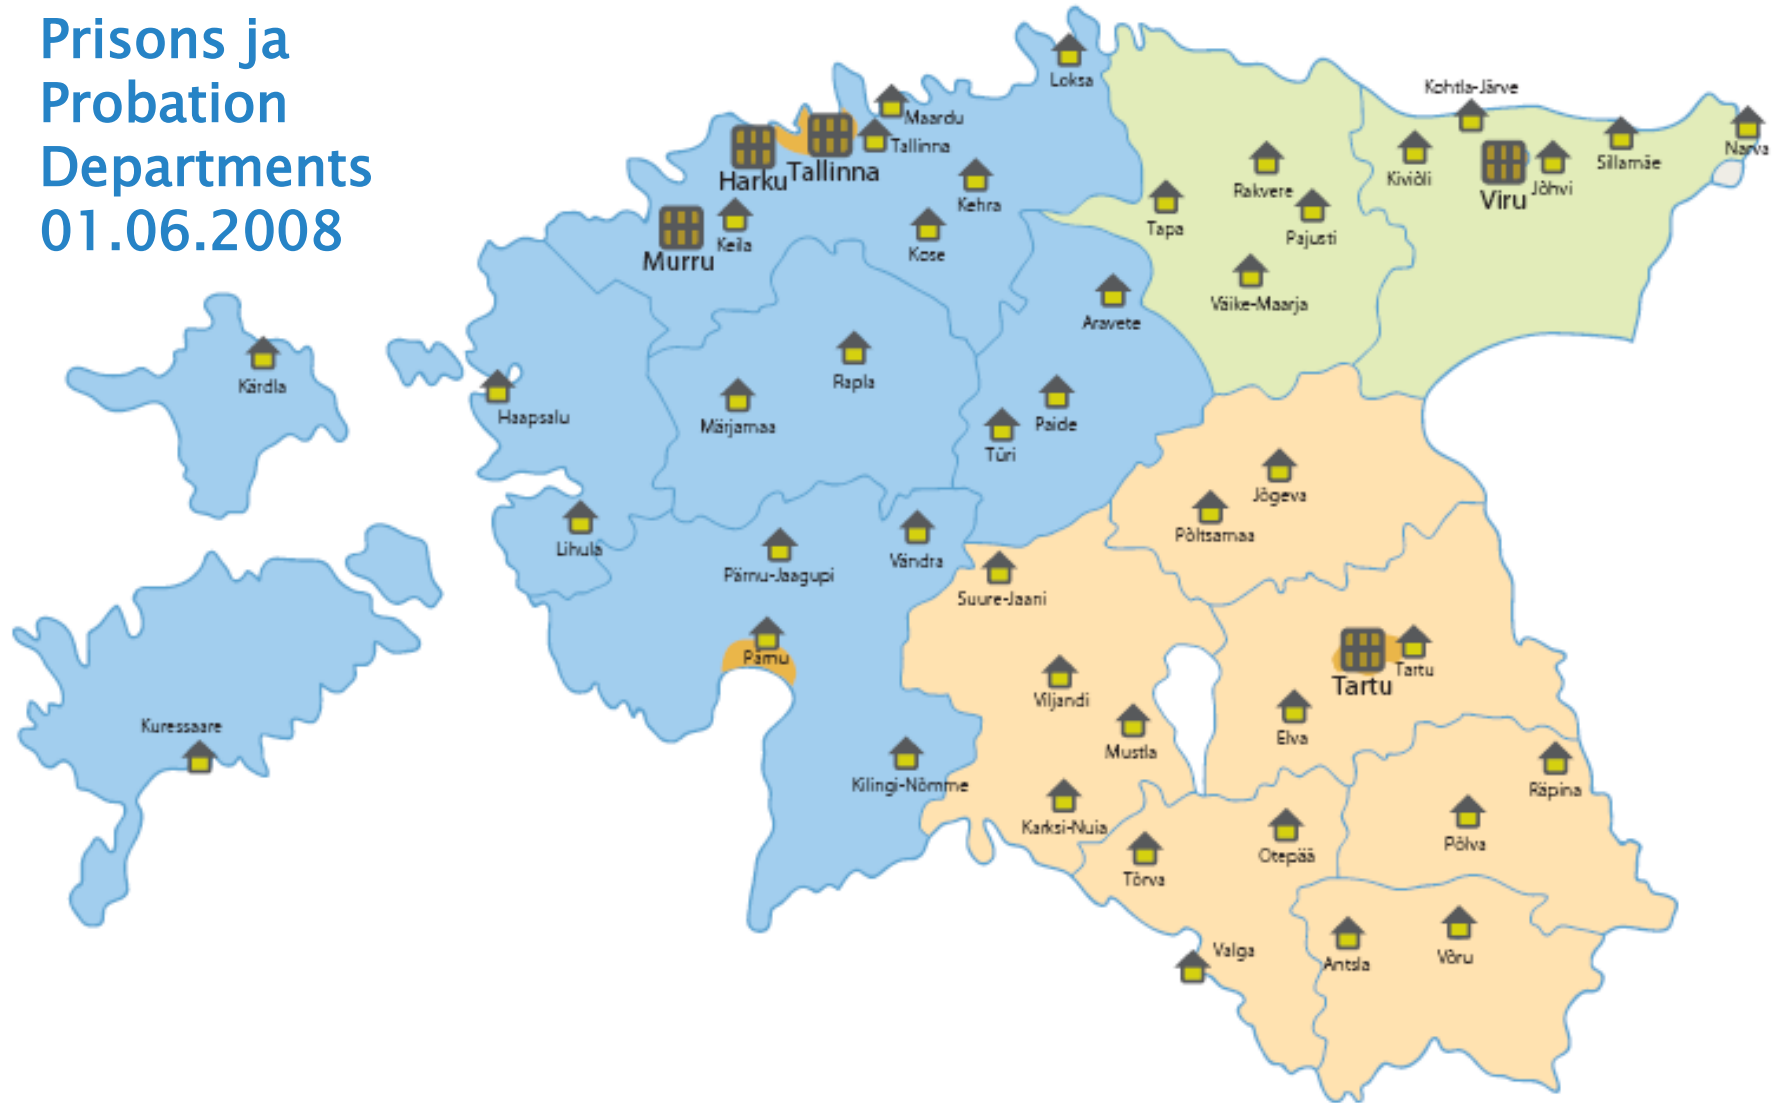 Prisons ja
Probation
Departments
01.06.2008
Loksa
Kohtla-Järve
Maardu
Tallinna
Tallinna
Harku
Narva
Sillamäe
Kiviõli
Jõhvi
Viru
Rakvere
Kehra
Tapa
Pajusti
Keila
Kose
Murru
Väike-Maarja
Aravete
Kärdla
Rapla
Haapsalu
Märjamaa
Paide
Türi
Jõgeva
Põltsamaa
Lihula
Vändra
Pärnu-Jaagupi
Suure-Jaani
Pärnu
Tartu
Tartu
Viljandi
Kuressaare
Elva
Mustla
Kilingi-Nõmme
Räpina
Karksi-Nuia
Põlva
Otepää
Tõrva
Valga
Antsla
Võru